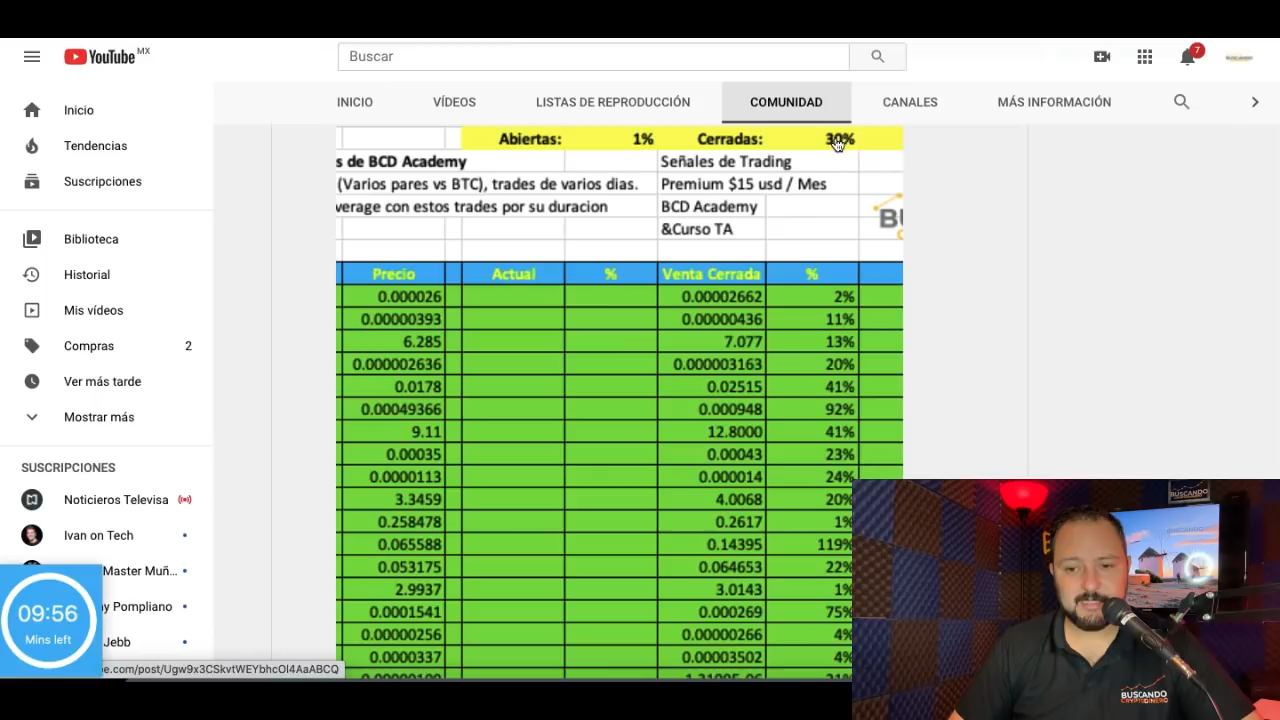 YouTube MX
Buscar
7
Inicio
Tendencias
Suscripciones
Biblioteca
Historial
Mis vídeos
Compras 2
Ver más tarde
Mostrar más
SUSCRIPCIONES
Noticieros Televisa
Ivan on Tech
Master Muñ...
Pompliano
Jebb
09:56
Mins left
be.com/post/Ugw9x3CSkvtWEYbhcOl4AaABCQ
INICIO VÍDEOS LISTAS DE REPRODUCCIÓN COMUNIDAD CANALES MÁS INFORMACIÓN
Abiertas: 1% Cerradas: 30%
s de BCD Academy Señales de Trading
(Varios pares vs BTC), trades de varios dias. Premium $15 usd / Mes
verage con estos trades por su duracion BCD Academy
&Curso TA
Precio Actual % Venta Cerrada %
0.000026 0.00002662 2%
0.00000393 0.00000436 11%
6.285 7.077 13%
0.000002636 0.000003163 20%
0.0178 0.02515 41%
0.00049366 0.000948 92%
9.11 12.8000 41%
0.00035 0.00043 23%
0.0000113 0.000014 24%
3.3459 4.0068 20%
0.258478 0.2617 1%
0.065588 0.14395 119%
0.053175 0.064653 22%
2.9937 3.0143 1%
0.0001541 0.000269 75%
0.00000256 0.00000266 4%
0.0000337 0.00003502 4%
BUSCANDO
BUSCANDO
CRYPTODINERO